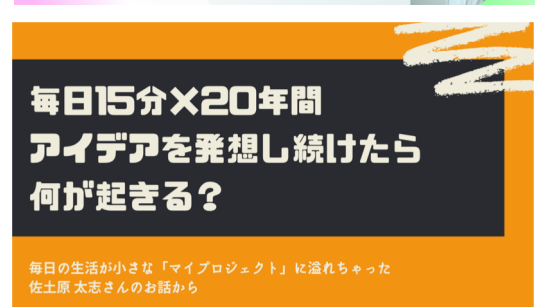 毎日15分×20年間
アイデアを発想し続けたら
何が起きる？
毎日の生活が小さな「マイプロジェクト」に溢れちゃった
佐土原 太志さんのお話から